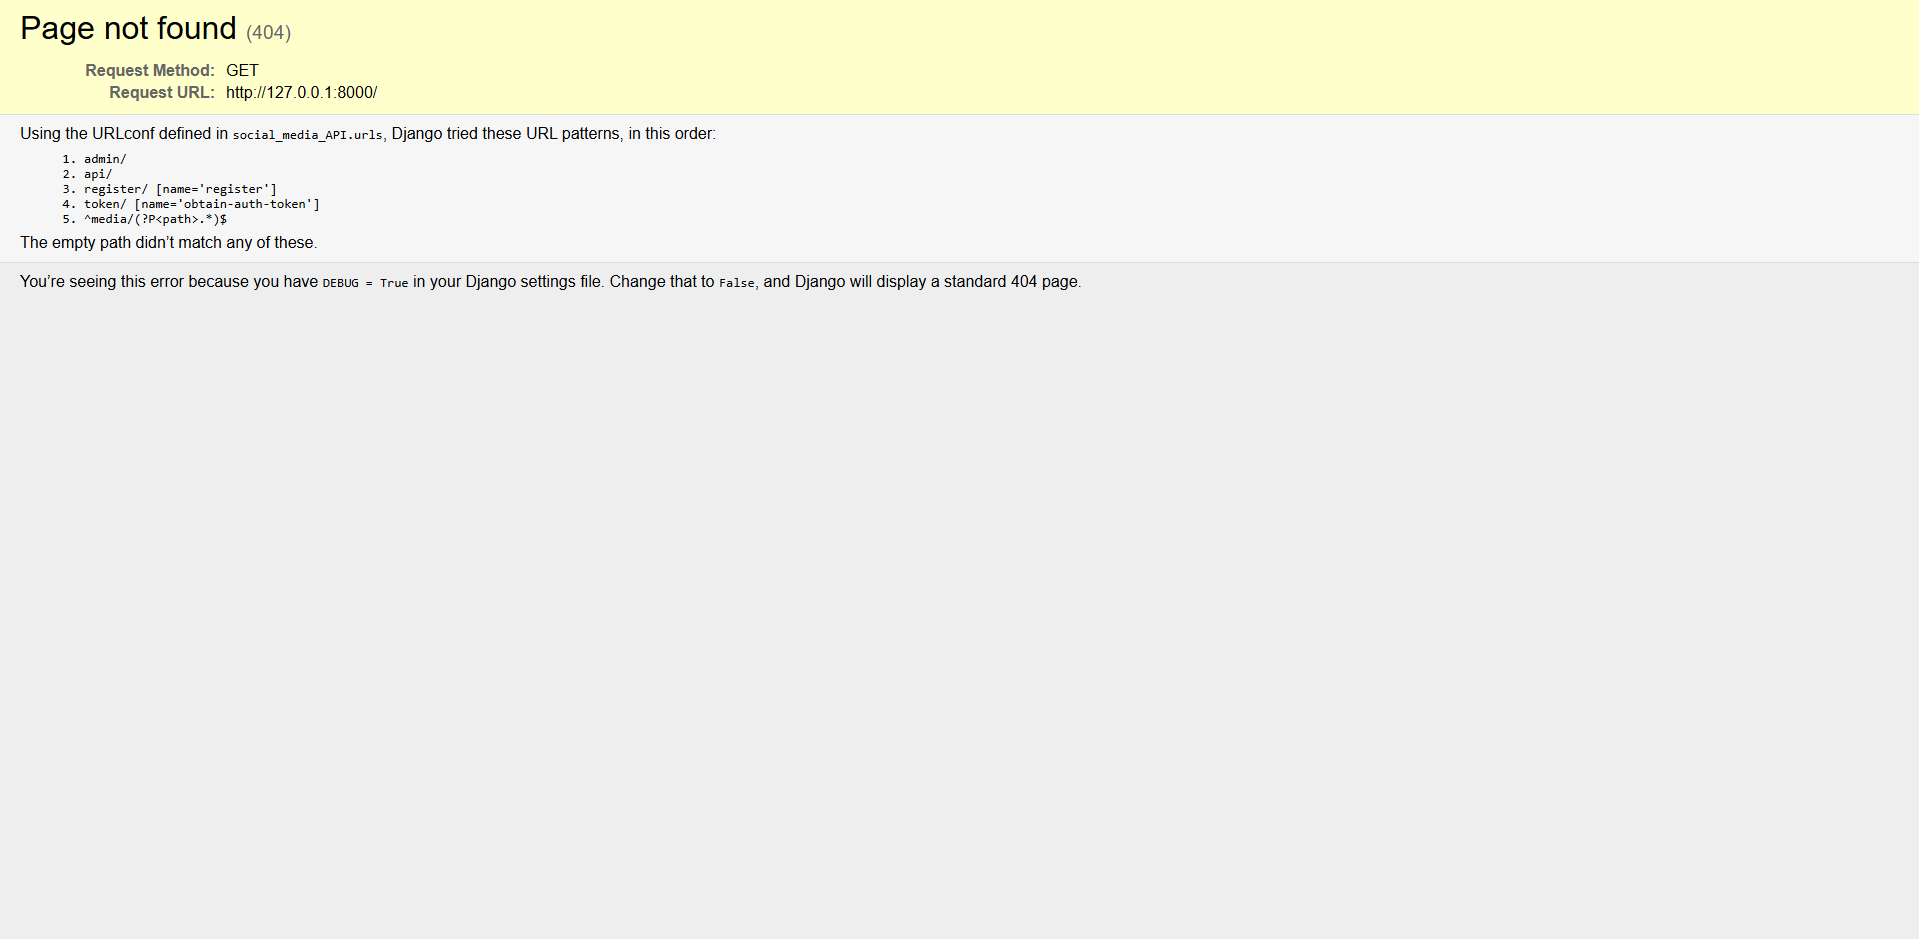 Page not found (404)
Request Method: GET
Request URL: http://127.0.0.1:8000/
Using the URLconf defined in social_media_API.urls, Django tried these URL patterns, in this order:
1. admin/
2. api/
3. register/ [name='register']
4. token/ [name='obtain-auth-token']
5. ^media/(?P<path>.*)$
The empty path didn’t match any of these.
You’re seeing this error because you have DEBUG = True in your Django settings file. Change that to False, and Django will display a standard 404 page.